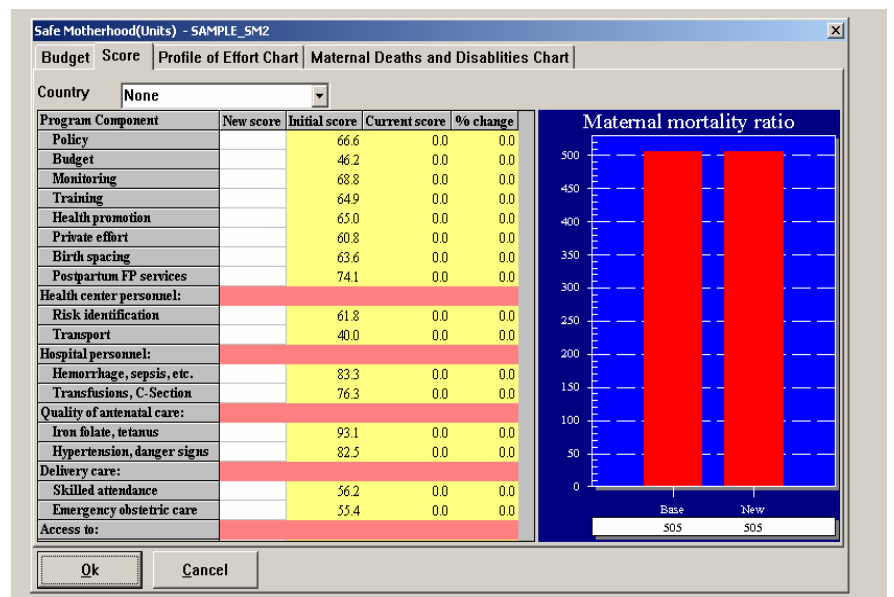 Safe Motherhood(Units) - SAMPLE_SM2
Budget Score Profile of Effort Chart Maternal Deaths and Disablities Chart
Country None
Program Component New score Initial score Current score % change
Policy 66.6 0.0 0.0
Budget 46.2 0.0 0.0
Monitoring 68.8 0.0 0.0
Training 64.9 0.0 0.0
Health promotion 65.0 0.0 0.0
Private effort 60.8 0.0 0.0
Birth spacing 63.6 0.0 0.0
Postpartum FP services 74.1 0.0 0.0
Health center personnel:
Risk identification 61.8 0.0 0.0
Transport 40.0 0.0 0.0
Hospital personnel:
Hemorrhage, sepsis, etc. 83.3 0.0 0.0
Transfusions, C-Section 76.3 0.0 0.0
Quality of antenatal care:
Iron folate, tetanus 93.1 0.0 0.0
Hypertension, danger signs 82.5 0.0 0.0
Delivery care:
Skilled attendance 56.2 0.0 0.0
Emergency obstetric care 55.4 0.0 0.0
Access to:
Maternal mortality ratio
500
450
400
350
300
250
200
150
100
50
0
Base New
505 505
Ok Cancel